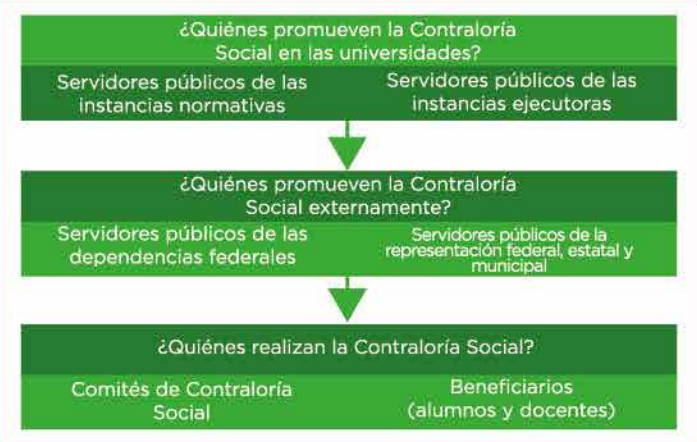 ¿Quiénes promueven la Contraloría
Social en las universidades?
Servidores públicos de las
instancias normativas
Servidores públicos de las
instancias ejecutoras
¿Quiénes promueven la Contraloría
Social externamente?
Servidores públicos de las
dependencias federales
Servidores públicos de la
representación federal, estatal y
municipal
¿Quiénes realizan la Contraloría Social?
Comités de Contraloría
Social
Beneficiarios
(alumnos y docentes)